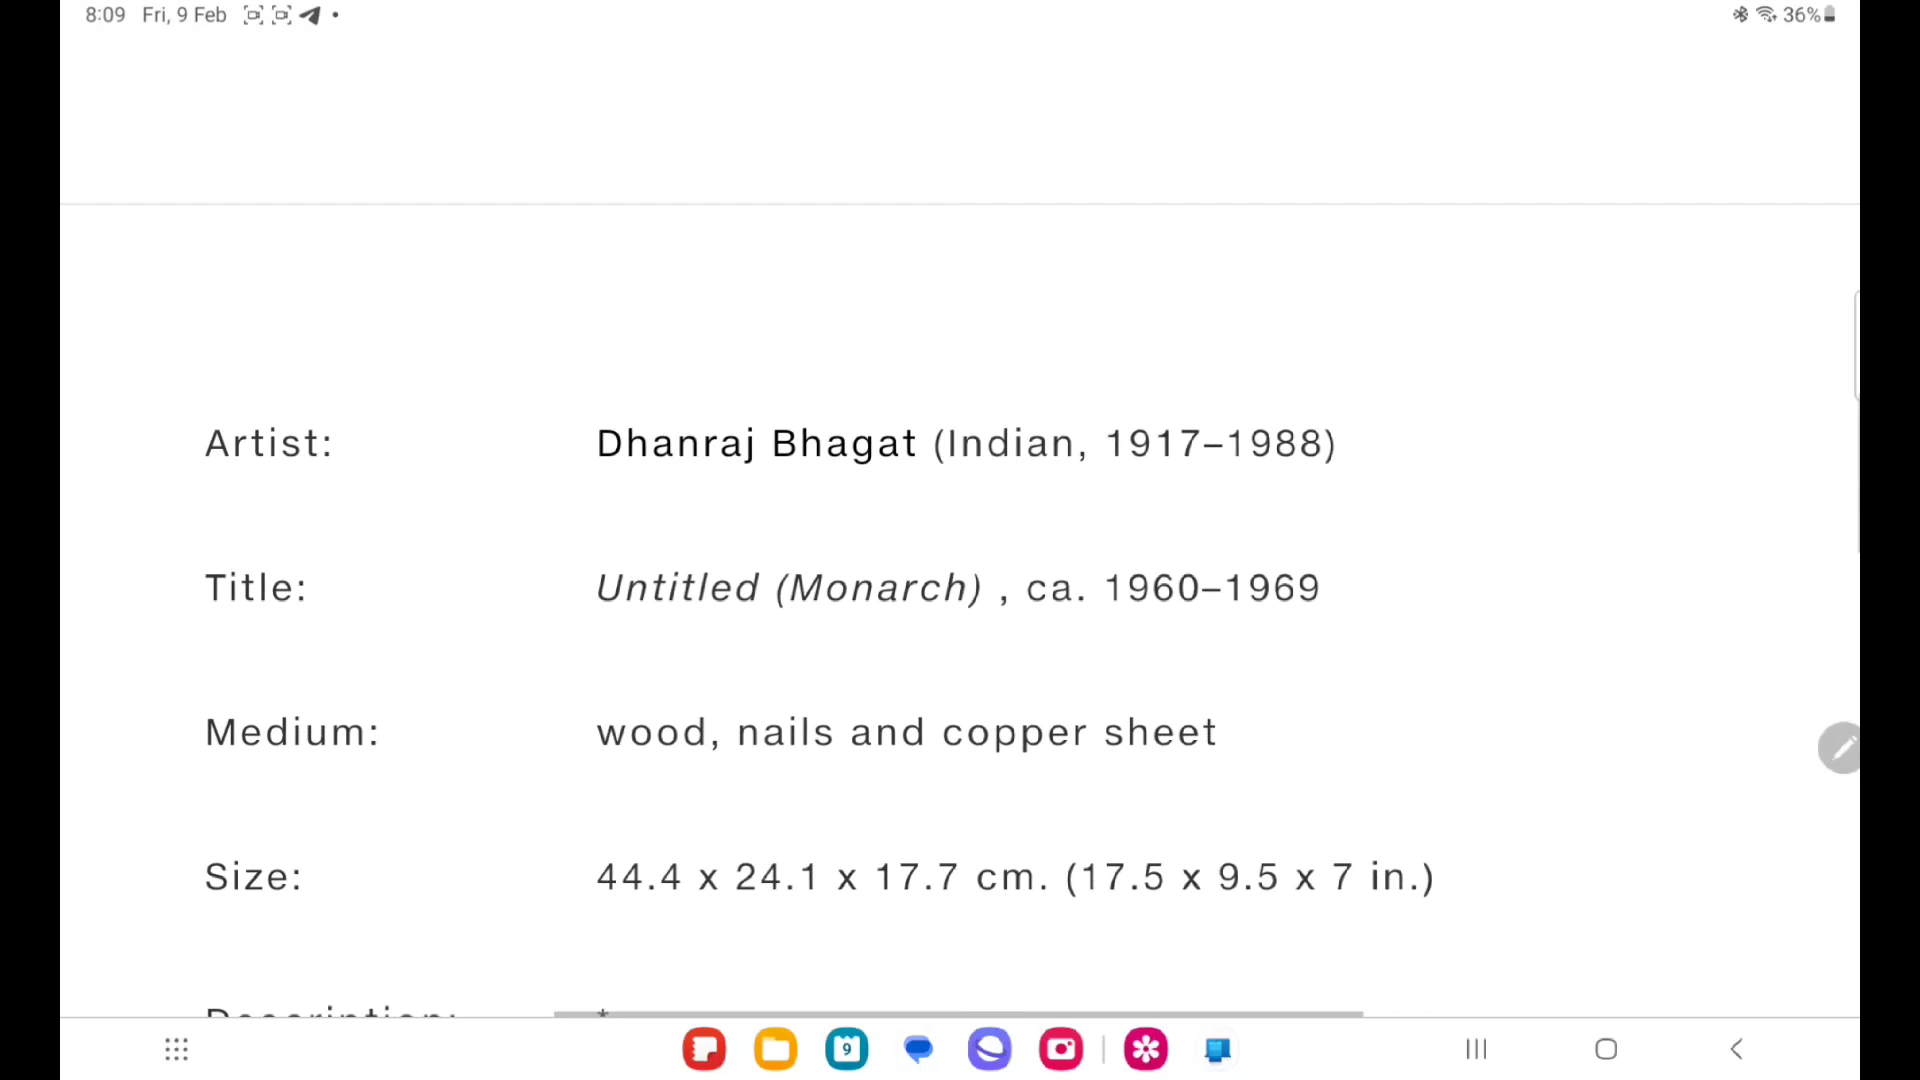 8:09 Fri, 9 Feb
36%
Artist: Dhanraj Bhagat (Indian, 1917–1988)
Title: Untitled (Monarch) , ca. 1960–1969
Medium: wood, nails and copper sheet
Size: 44.4 x 24.1 x 17.7 cm. (17.5 x 9.5 x 7 in.)
Description: *
9